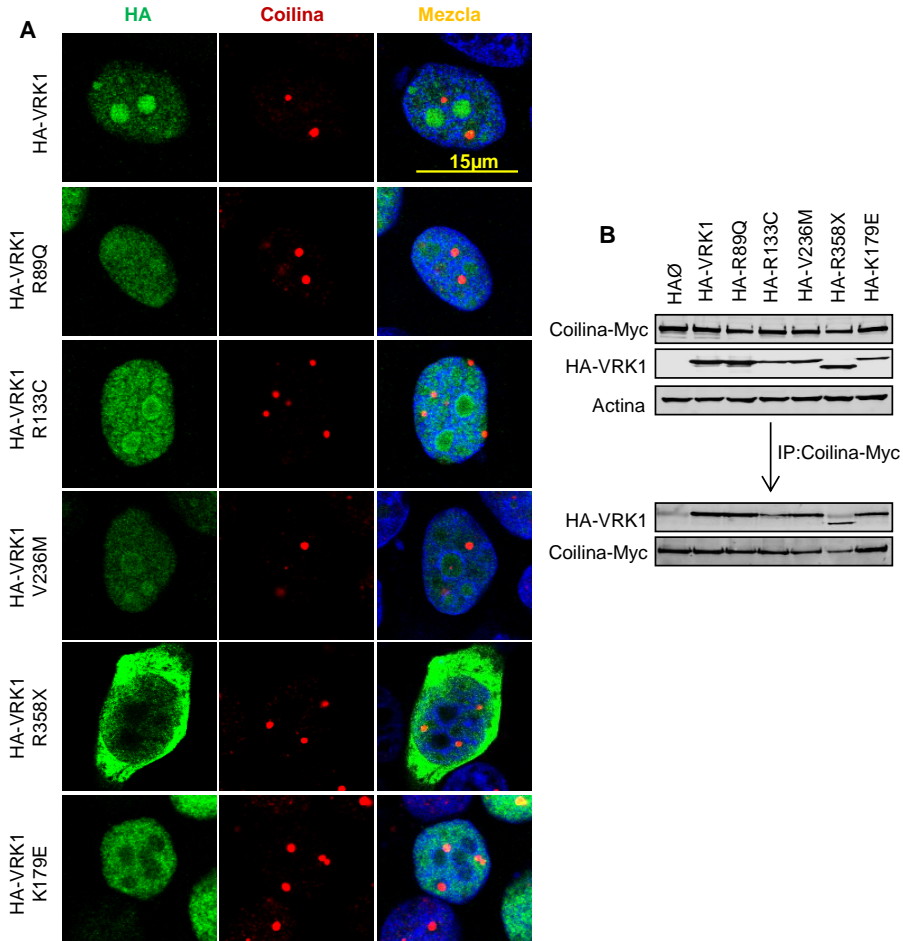 A
HA
Coilina
Mezcla
HA-VRK1
15µm
HA-VRK1
R89Q
HA-VRK1
R133C
HA-VRK1
V236M
HA-VRK1
R358X
HA-VRK1
K179E
B
HAØ
HA-VRK1
HA-R89Q
HA-R133C
HA-V236M
HA-R358X
HA-K179E
Coilina-Myc
HA-VRK1
Actina
IP:Coilina-Myc
HA-VRK1
Coilina-Myc